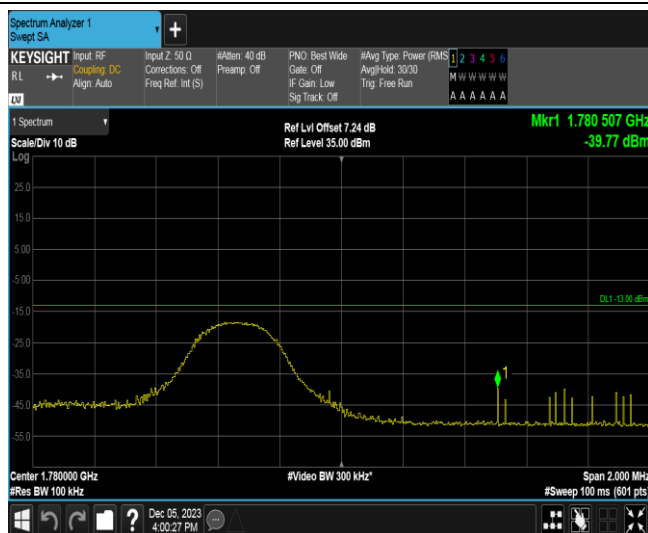 Spectrum Analyzer 1
Swept SA
+
KEYSIGHT
RL
Input: RF
Coupling: DC
Align: Auto
Input Z: 50 Ω
Corrections: Off
Freq Ref: Int (S)
#Atten: 40 dB
Preamp: Off
PNO: Best Wide
Gate: Off
IF Gain: Low
Sig Track: Off
#Avg Type: Power (RMS
Avg|Hold: 30/30
Trig: Free Run
1 2 3 4 5 6
M W W W W W
A A A A A A
LXI
1 Spectrum
Scale/Div 10 dB
Ref Lvl Offset 7.24 dB
Ref Level 35.00 dBm
Mkr1 1.780 507 GHz
-39.77 dBm
Log
25.0
15.0
5.00
-5.00
DL1 -13.00 dBm
-15.0
-25.0
-35.0
1
-45.0
-55.0
Center 1.780000 GHz
#Video BW 300 kHz*
Span 2.000 MHz
#Res BW 100 kHz
#Sweep 100 ms (601 pts)
?
Dec 05, 2023
4:00:27 PM